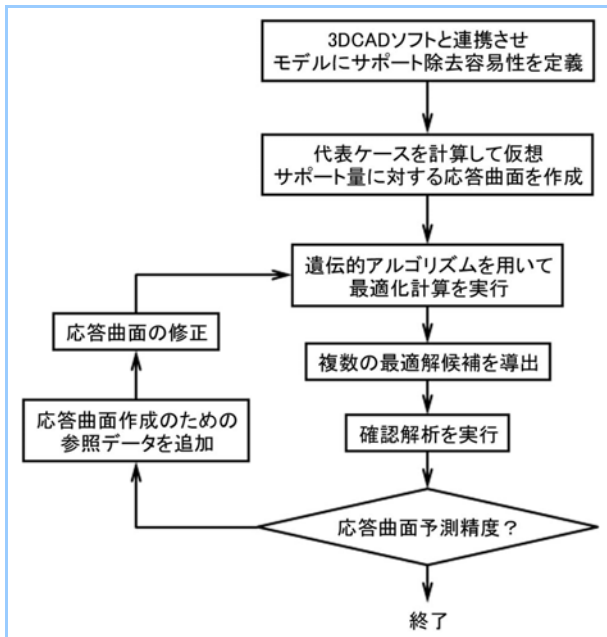 3DCADソフトと連携させ
モデルにサポート除去容易性を定義
代表ケースを計算して仮想
サポート量に対する応答曲面を作成
遺伝的アルゴリズムを用いて
最適化計算を実行
複数の最適解候補を導出
確認解析を実行
応答曲面予測精度？
応答曲面作成のための
参照データを追加
応答曲面の修正
終了